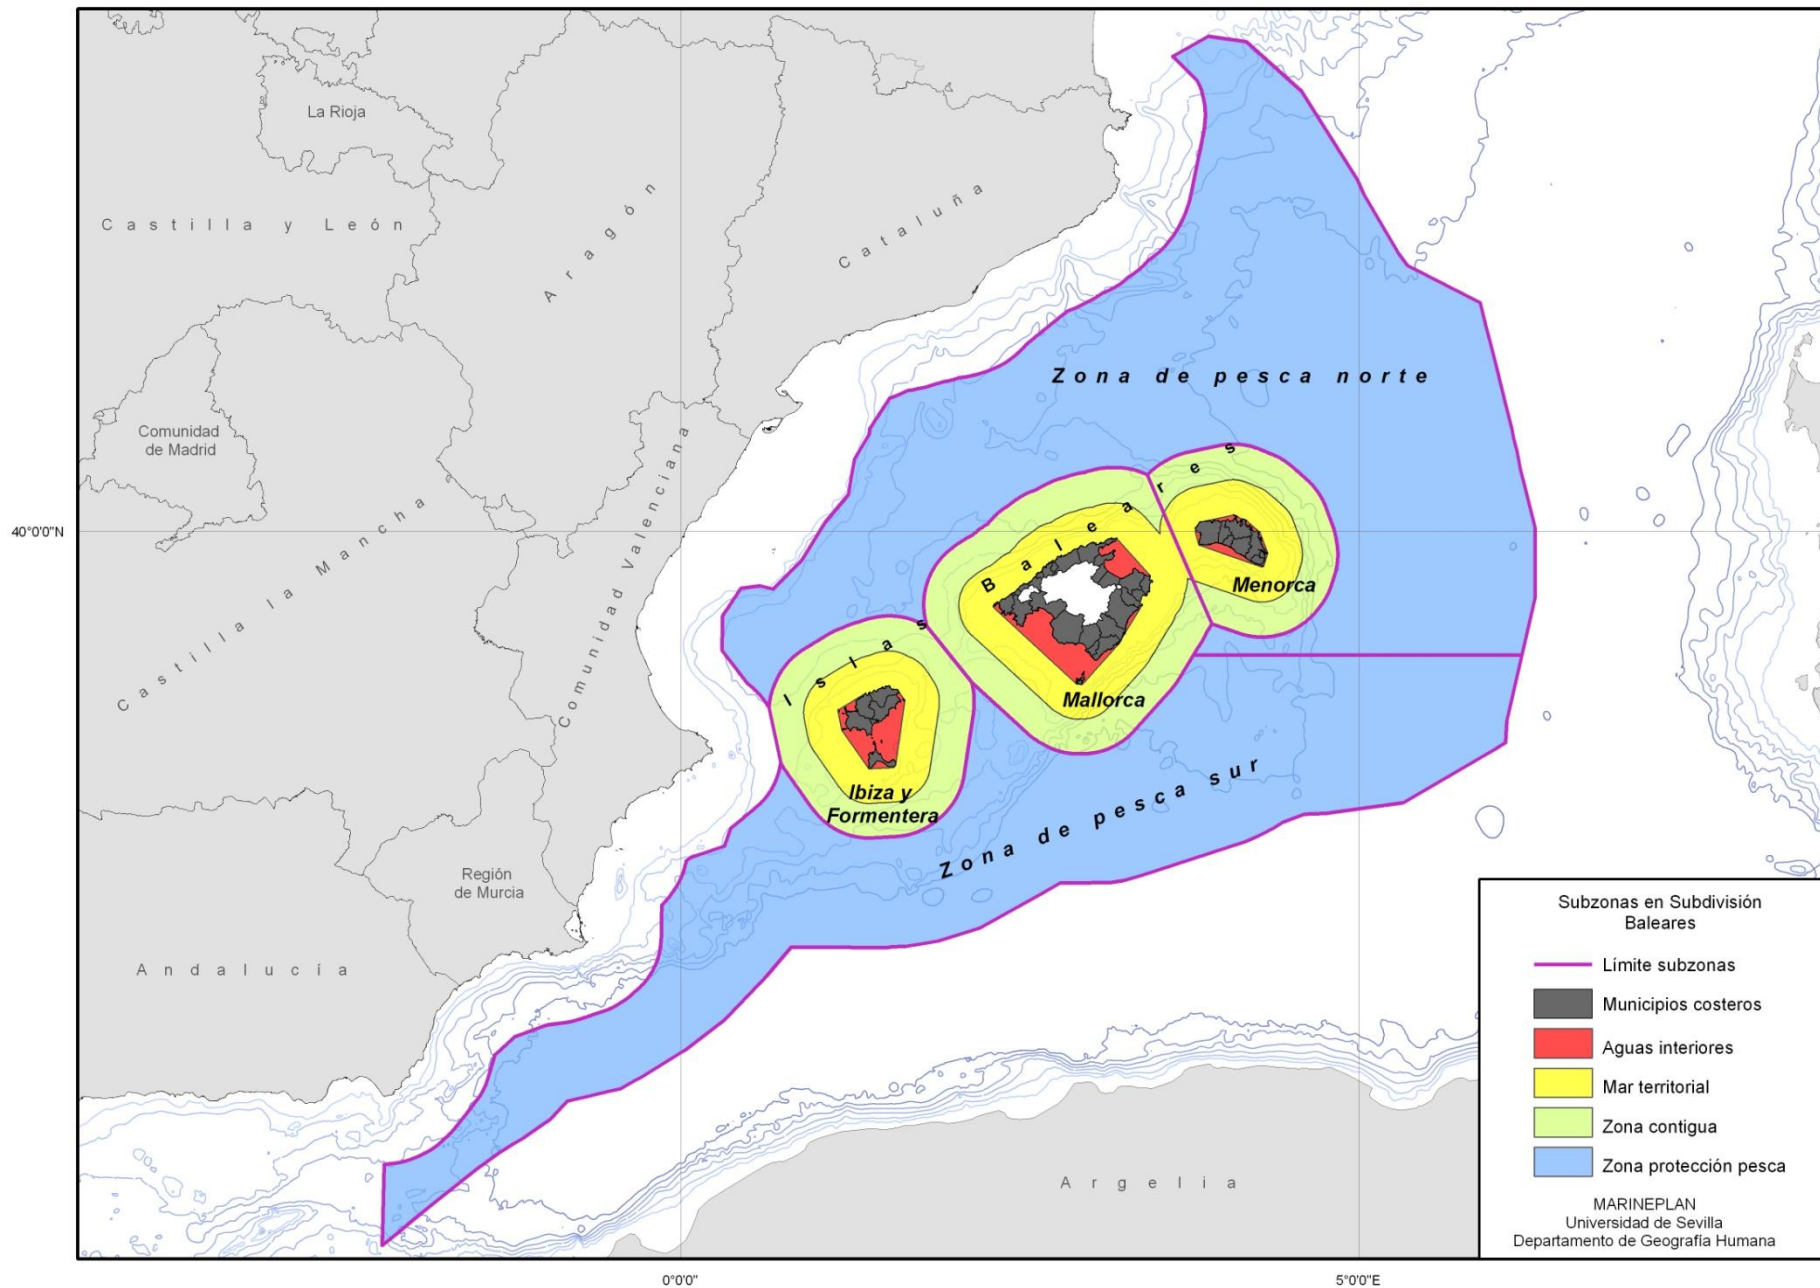 La Rioja
Castilla y León
Aragón
Cataluña
Zona de pesca norte
Comunidad
de Madrid
Castilla la Mancha
Comunidad Valenciana
40°0'0"N
Islas Baleares
Menorca
Mallorca
Ibiza y
Formentera
Zona de pesca sur
Región
de Murcia
Andalucía
Argelia
Subzonas en Subdivisión
Baleares
Límite subzonas
Municipios costeros
Aguas interiores
Mar territorial
Zona contigua
Zona protección pesca
MARINEPLAN
Universidad de Sevilla
Departamento de Geografía Humana
0°0'0"
5°0'0"E